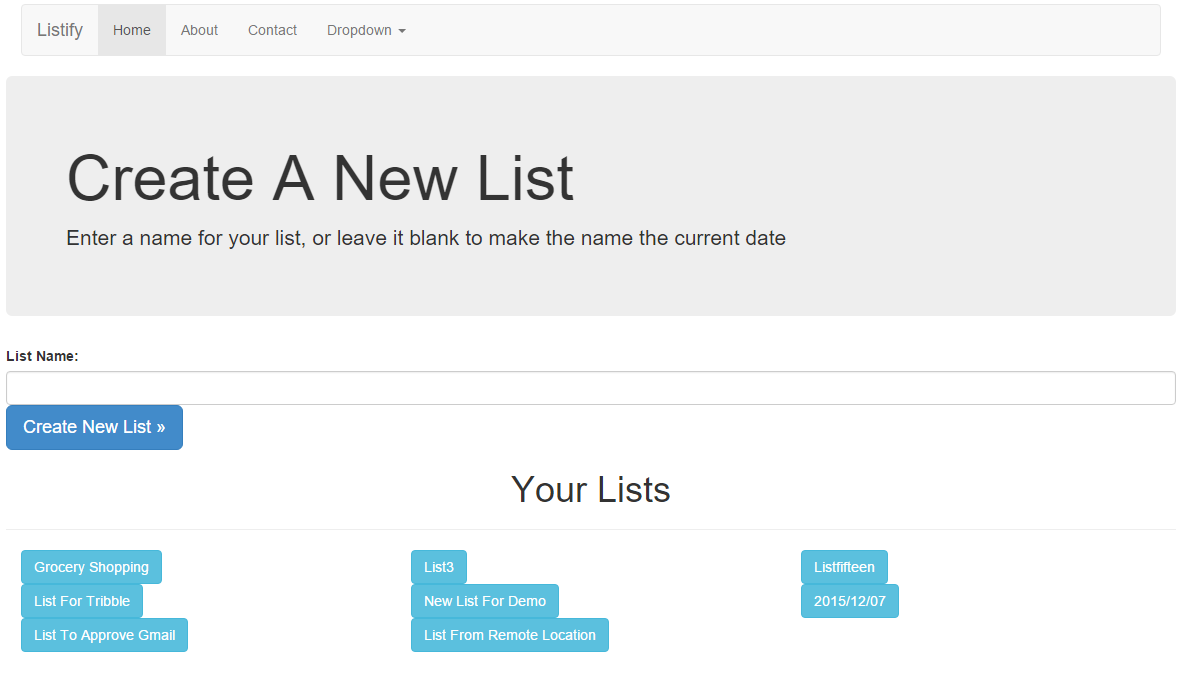 Listify Home About Contact Dropdown
Create A New List
Enter a name for your list, or leave it blank to make the name the current date
List Name:
Create New List »
Your Lists
Grocery Shopping List3 Listfifteen
List For Tribble New List For Demo 2015/12/07
List To Approve Gmail List From Remote Location